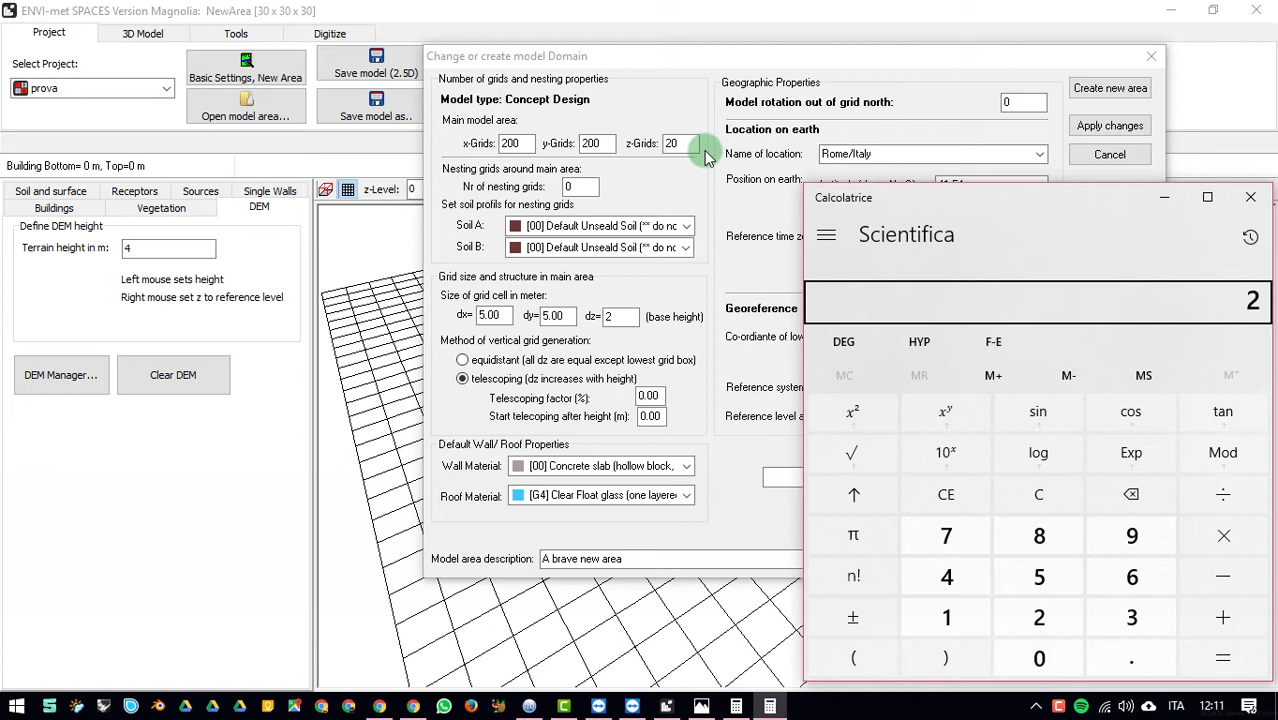 ENVI-met SPACES Version Magnolia: NewArea [30 x 30 x 30]
Project 3D Model Tools Digitize
Select Project:
prova
Basic Settings, New Area
Open model area...
Save model (2.5D)
Save model as..
Building Bottom= 0 m, Top=0 m
Soil and surface Receptors Sources Single Walls
Buildings Vegetation DEM
z-Level: 0
Define DEM height
Terrain height in m: 4
Left mouse sets height
Right mouse set z to reference level
DEM Manager... Clear DEM
Change or create model Domain
Number of grids and nesting properties
Model type: Concept Design
Main model area:
x-Grids: 200 y-Grids: 200 z-Grids: 20
Nesting grids around main area:
Nr of nesting grids: 0
Set soil profils for nesting grids
Soil A: [00] Default Unseald Soil (** do nc
Soil B: [00] Default Unseald Soil (** do nc
Grid size and structure in main area
Size of grid cell in meter:
dx= 5.00 dy= 5.00 dz= 2 (base height)
Method of vertical grid generation:
equidistant (all dz are equal except lowest grid box)
telescoping (dz increases with height)
Telescoping factor (%): 0.00
Start telecoping after height (m): 0.00
Default Wall/ Roof Properties
Wall Material: [00] Concrete slab (hollow block,
Roof Material: [G4] Clear Float glass (one layere
Model area description: A brave new area
Geographic Properties
Model rotation out of grid north: 0
Location on earth
Name of location: Rome/Italy
Reference time z
Georeference
Co-ordiante of lo
Reference system
Reference level a
Create new area
Apply changes
Cancel
Calcolatrice
Scientifica
2
DEG HYP F-E
MC MR M+ M- MS M˅
x² xʸ sin cos tan
√ 10ˣ log Exp Mod
↑ CE C ⌫ ÷
π 7 8 9 ×
n! 4 5 6 −
± 1 2 3 +
( ) 0 . =
ITA 12:11